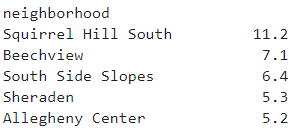 neighborhood
Squirrel Hill South 11.2
Beechview 7.1
South Side Slopes 6.4
Sheraden 5.3
Allegheny Center 5.2